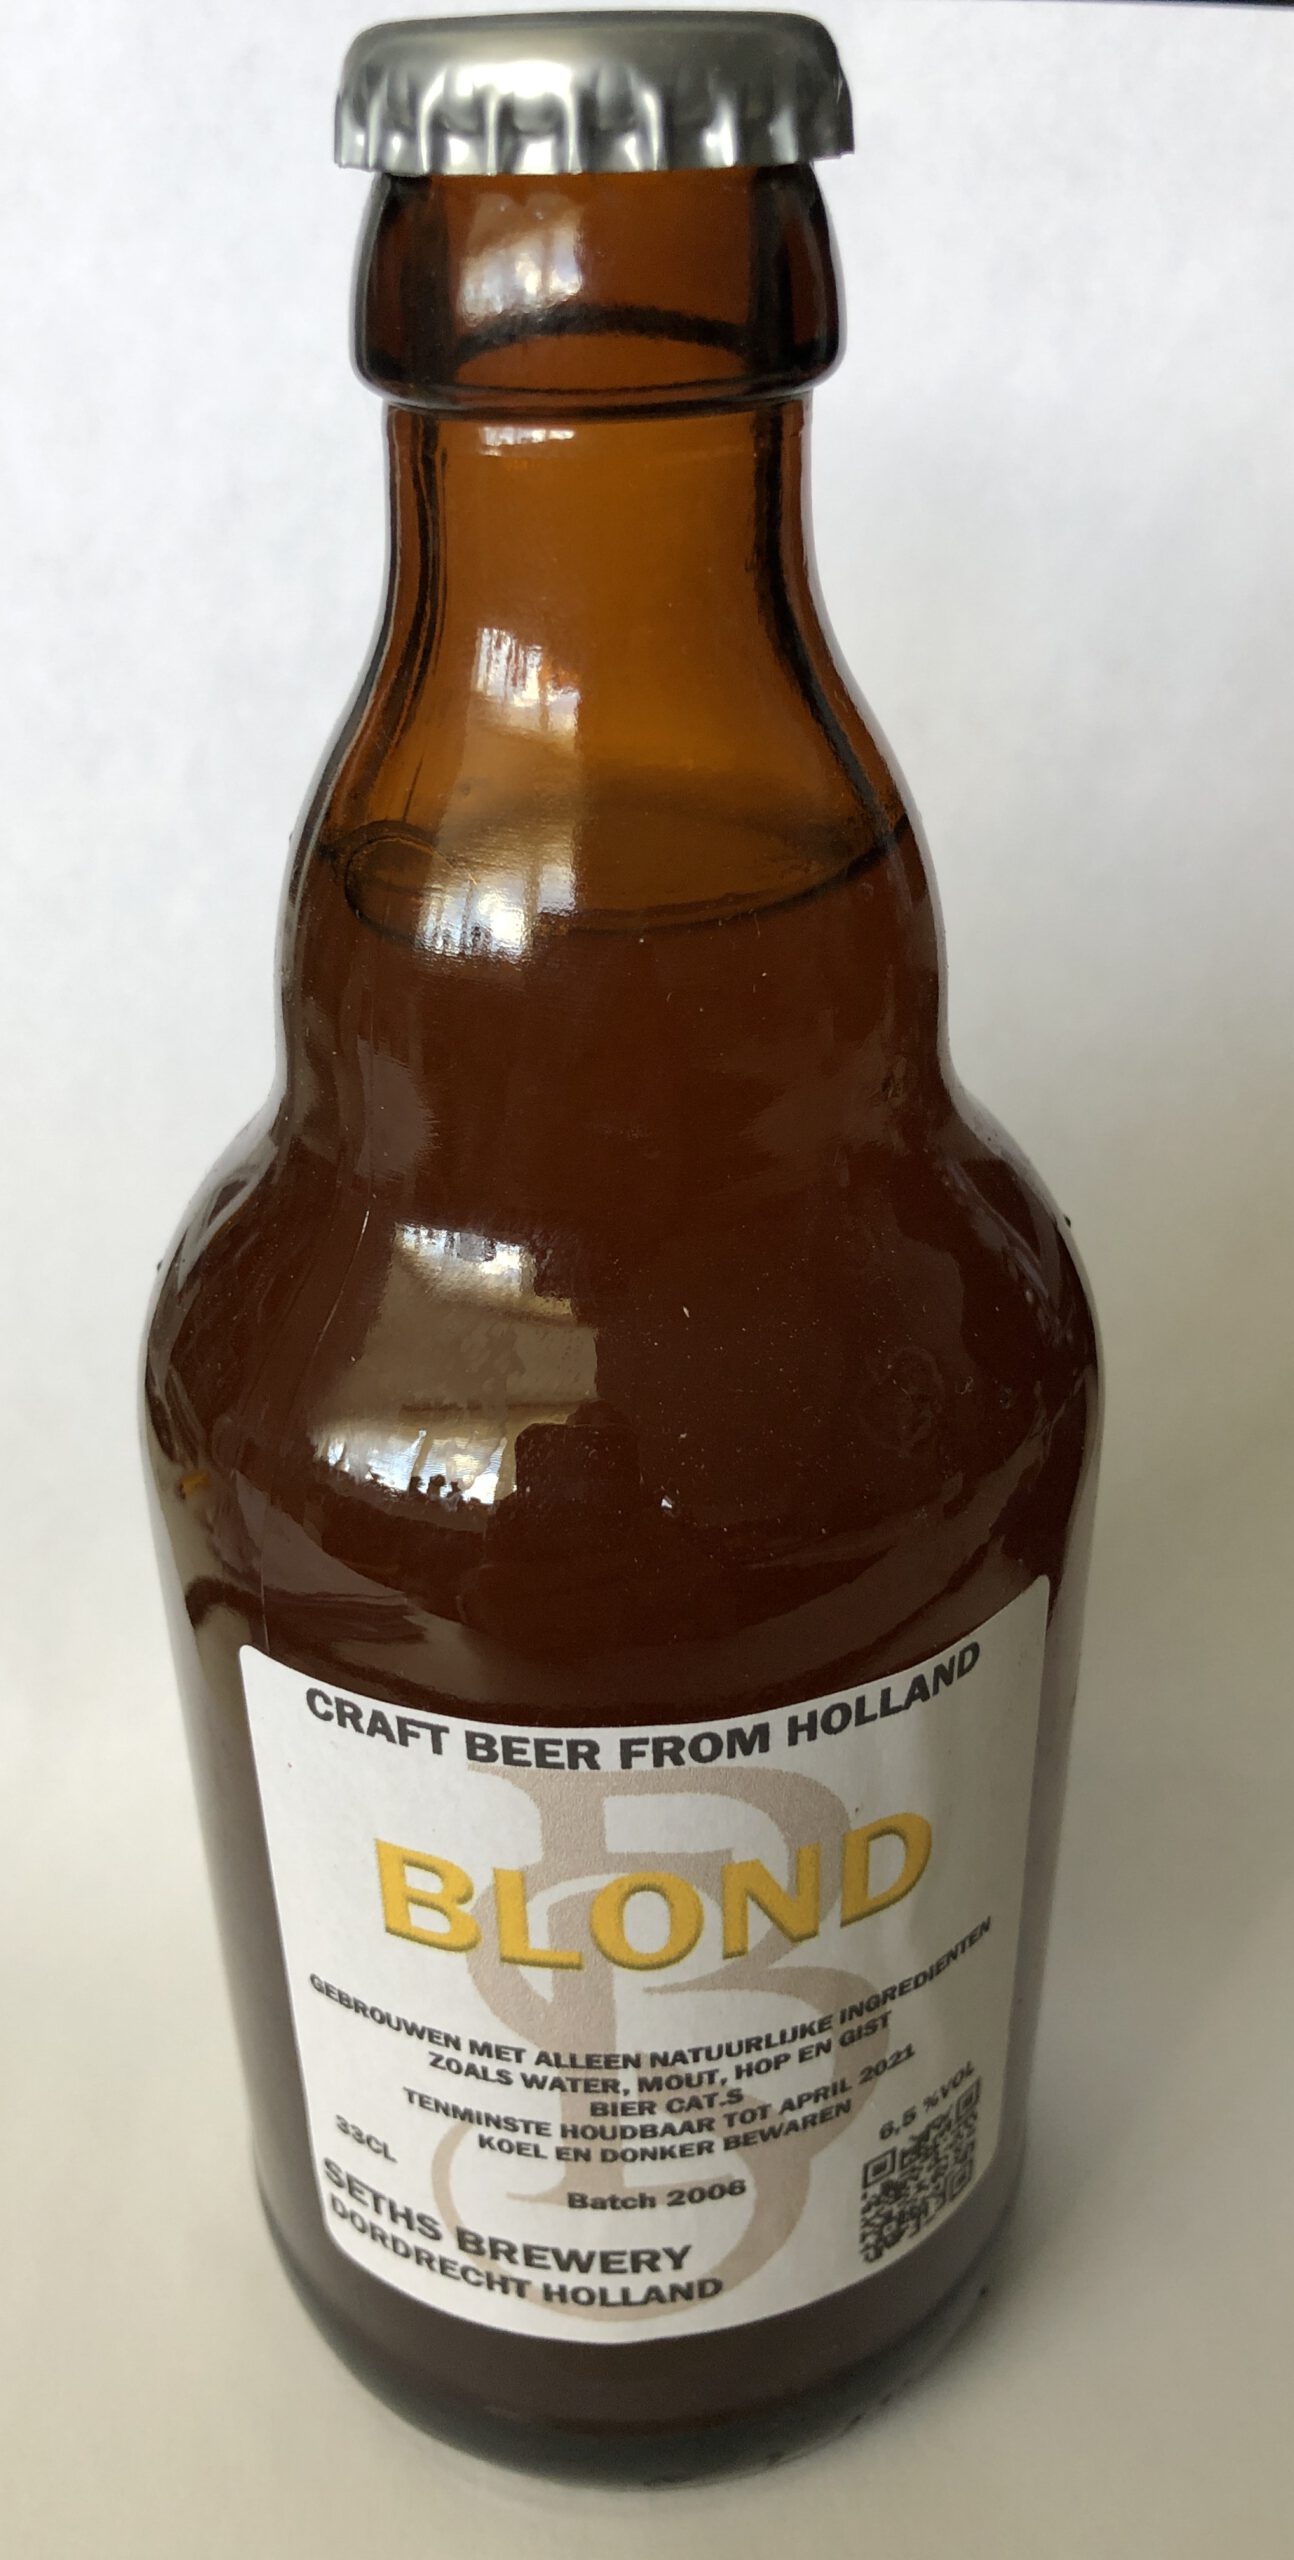 CRAFT BEER FROM HOLLAND
BLOND
GEBROUWEN MET ALLEEN NATUURLIJKE INGREDIENTEN
ZOALS WATER, MOUT, HOP EN GIST
BIER CAT.S
TENMINSTE HOUDBAAR TOT APRIL 2021
KOEL EN DONKER BEWAREN
33CL
6,5 %VOL
Batch 2006
SETHS BREWERY
DORDRECHT HOLLAND